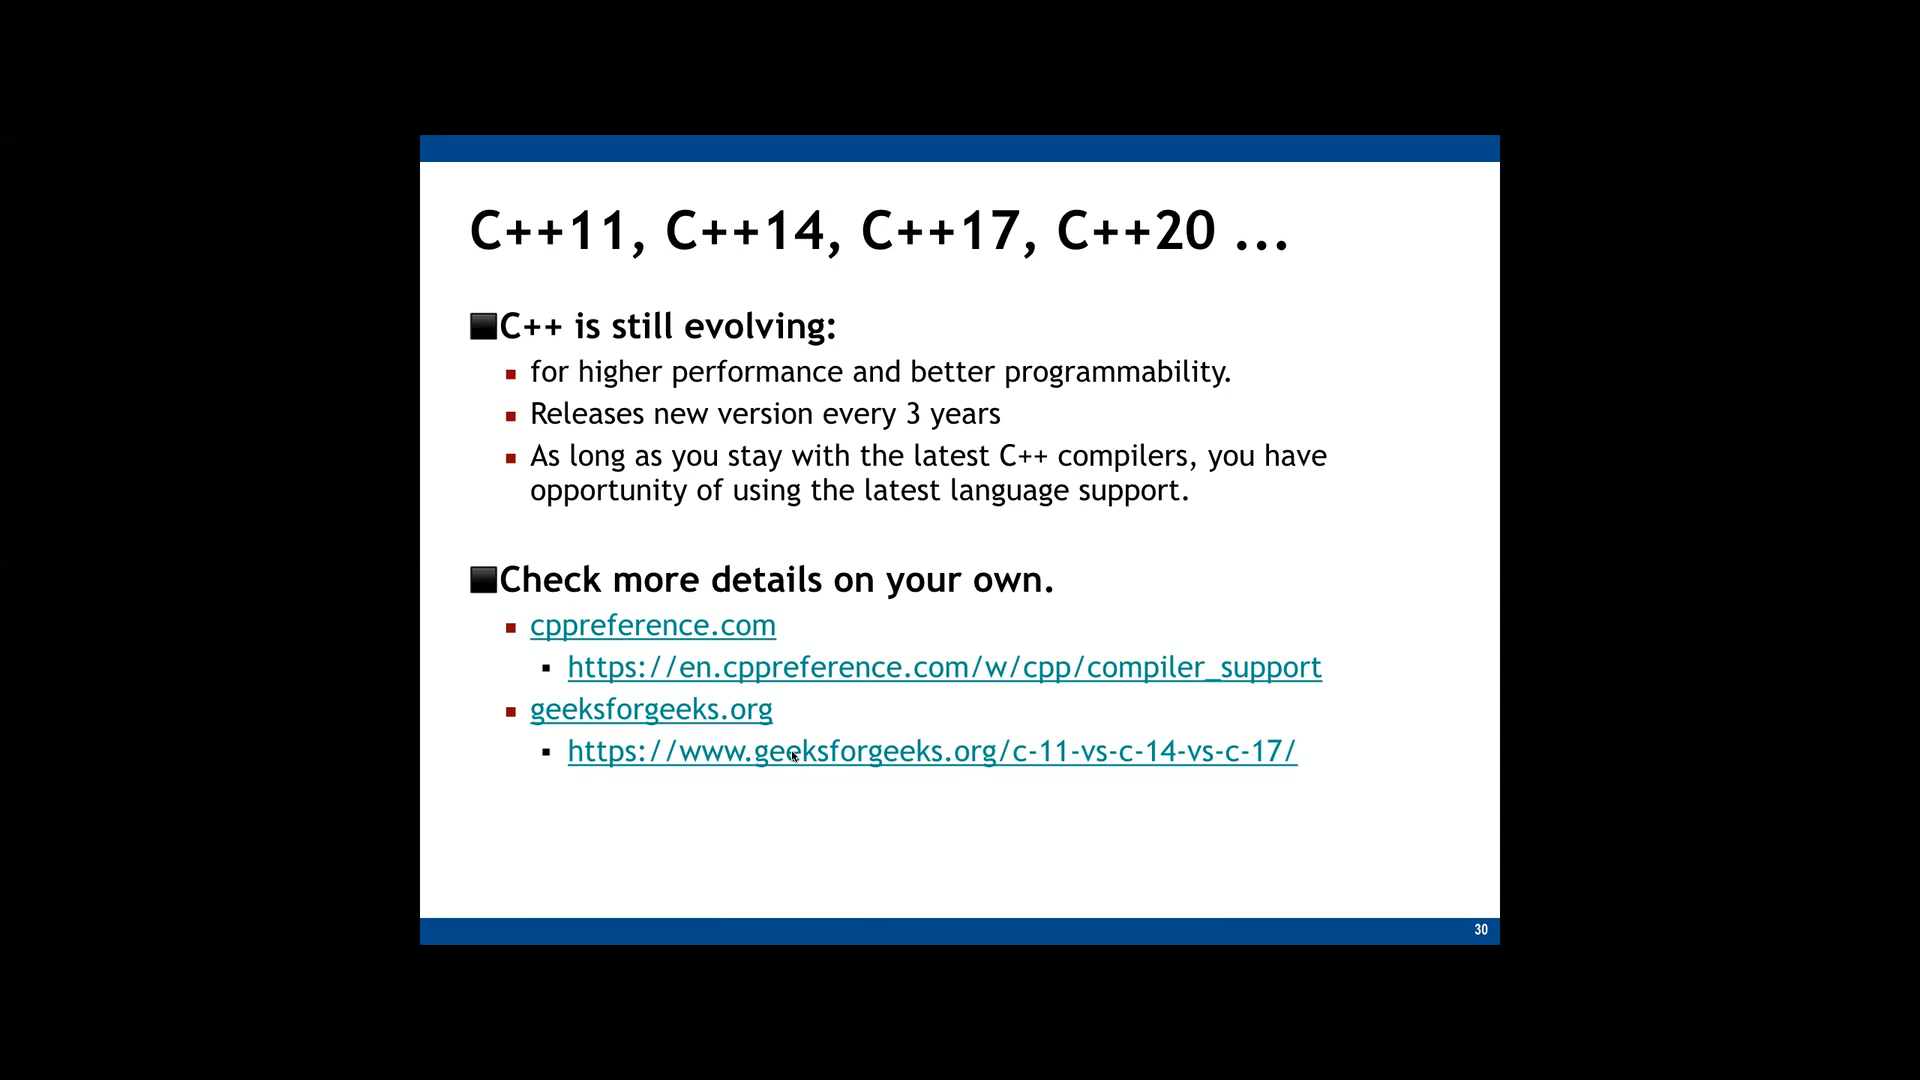 C++11, C++14, C++17, C++20 ...
C++ is still evolving:
for higher performance and better programmability.
Releases new version every 3 years
As long as you stay with the latest C++ compilers, you have
opportunity of using the latest language support.
Check more details on your own.
cppreference.com
https://en.cppreference.com/w/cpp/compiler_support
geeksforgeeks.org
https://www.geeksforgeeks.org/c-11-vs-c-14-vs-c-17/
30